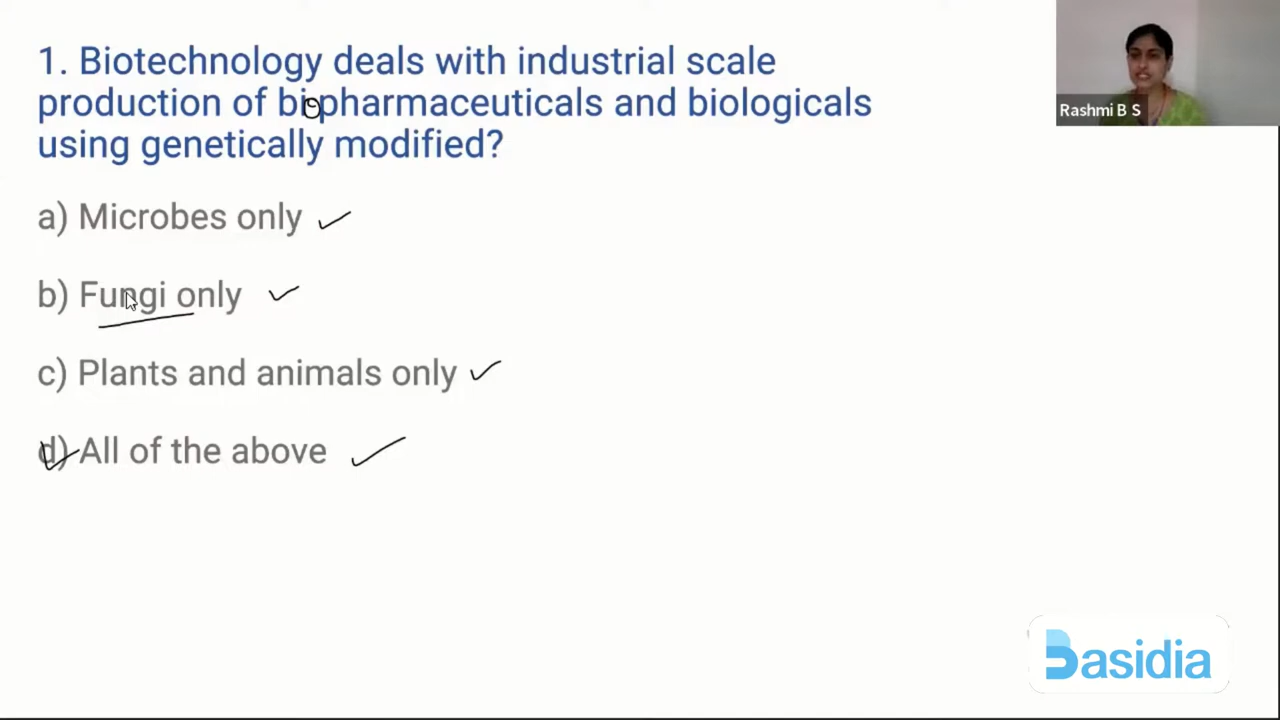 1. Biotechnology deals with industrial scale
production of biopharmaceuticals and biologicals
using genetically modified?
a) Microbes only
b) Fungi only
c) Plants and animals only
d) All of the above
Rashmi B S
Basidia